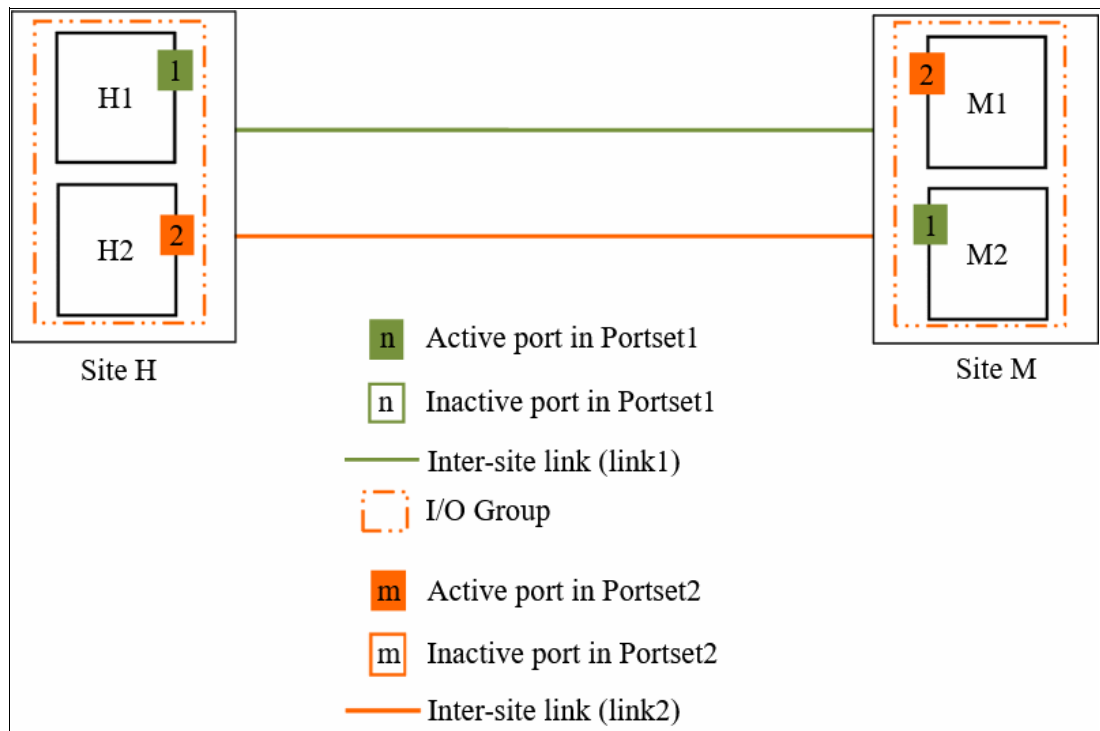 H1
1
H2
2
Site H
2
M1
1
M2
Site M
n Active port in Portset1
n Inactive port in Portset1
Inter-site link (link1)
I/O Group
m Active port in Portset2
m Inactive port in Portset2
Inter-site link (link2)